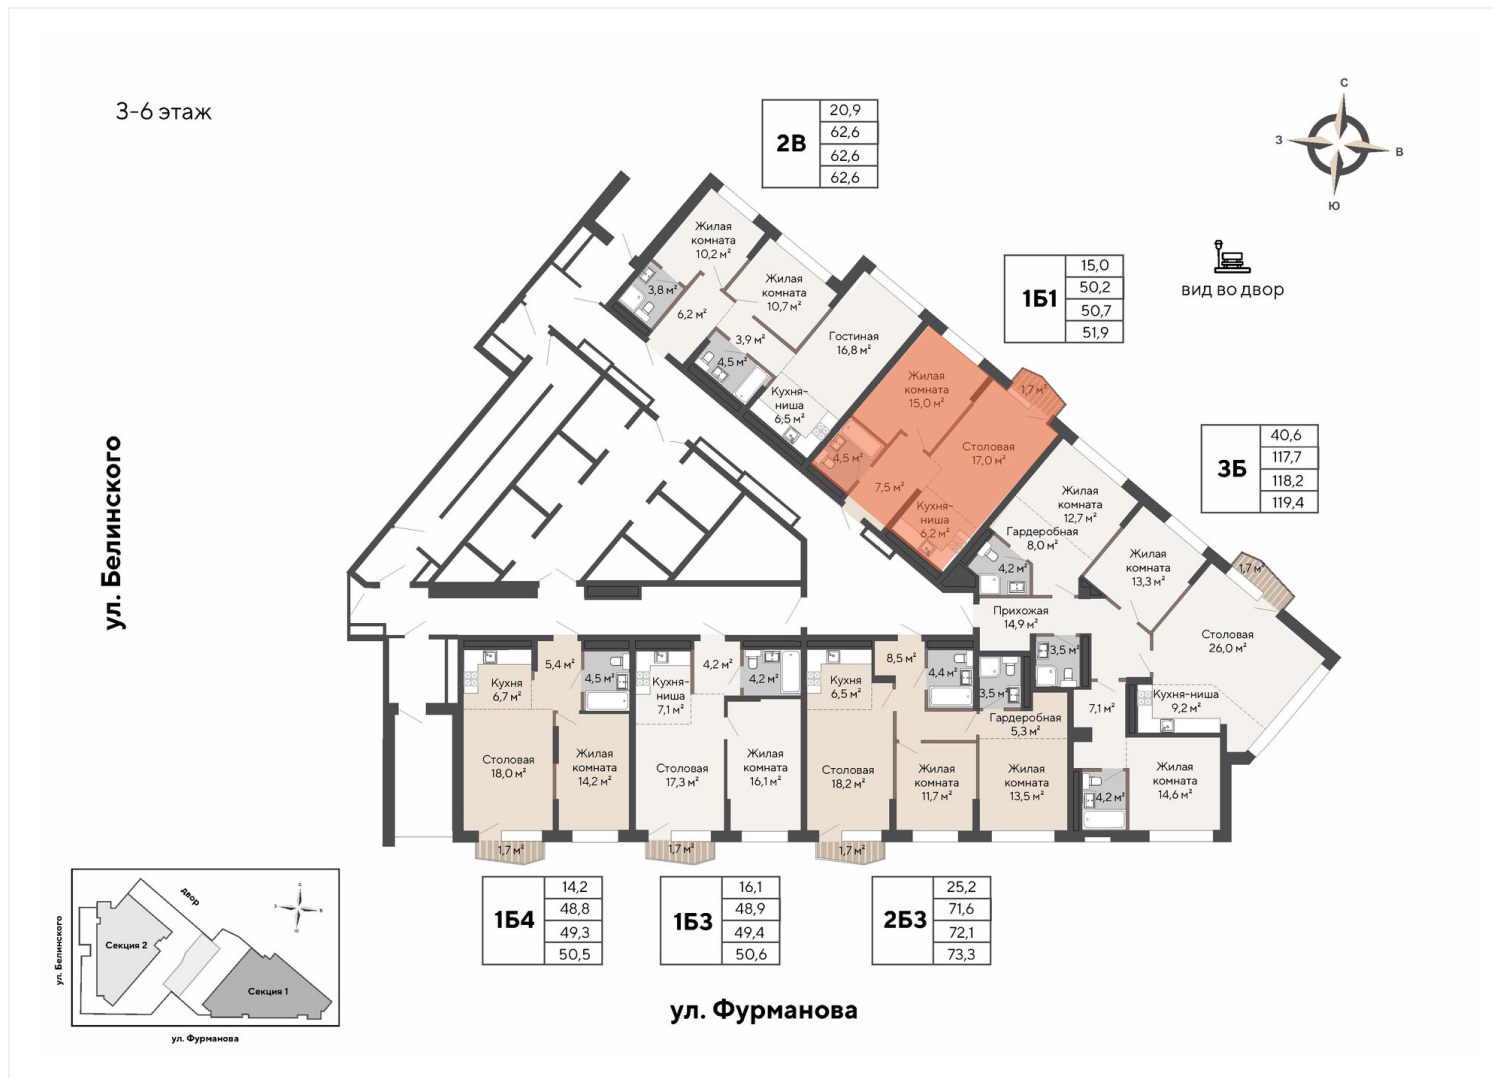 3-6 этаж
2В
20,9
62,6
62,6
62,6
С
З
В
Ю
вид во двор
1Б1
15,0
50,2
50,7
51,9
3Б
40,6
117,7
118,2
119,4
Жилая
комната
10,2 м²
3,8 м²
6,2 м²
Жилая
комната
10,7 м²
3,9 м²
4,5 м²
Гостиная
16,8 м²
Кухня-
ниша
6,5 м²
Жилая
комната
15,0 м²
1,7 м²
4,5 м²
Столовая
17,0 м²
7,5 м²
Кухня-
ниша
6,2 м²
Жилая
комната
12,7 м²
Гардеробная
8,0 м²
4,2 м²
Жилая
комната
13,3 м²
1,7 м²
Прихожая
14,9 м²
Столовая
26,0 м²
3,5 м²
7,1 м²
Кухня-ниша
9,2 м²
Жилая
комната
14,6 м²
4,2 м²
ул. Белинского
5,4 м²
4,5 м²
Кухня
6,7 м²
Столовая
18,0 м²
Жилая
комната
14,2 м²
1,7 м²
4,2 м²
4,2 м²
Кухня-
ниша
7,1 м²
Столовая
17,3 м²
Жилая
комната
16,1 м²
1,7 м²
8,5 м²
4,4 м²
Кухня
6,5 м²
3,5 м²
Гардеробная
5,3 м²
Столовая
18,2 м²
Жилая
комната
11,7 м²
Жилая
комната
13,5 м²
1,7 м²
1Б4
14,2
48,8
49,3
50,5
1Б3
16,1
48,9
49,4
50,6
2Б3
25,2
71,6
72,1
73,3
ул. Фурманова
ул. Белинского
двор
С
З
В
Ю
Секция 2
Секция 1
ул. Фурманова